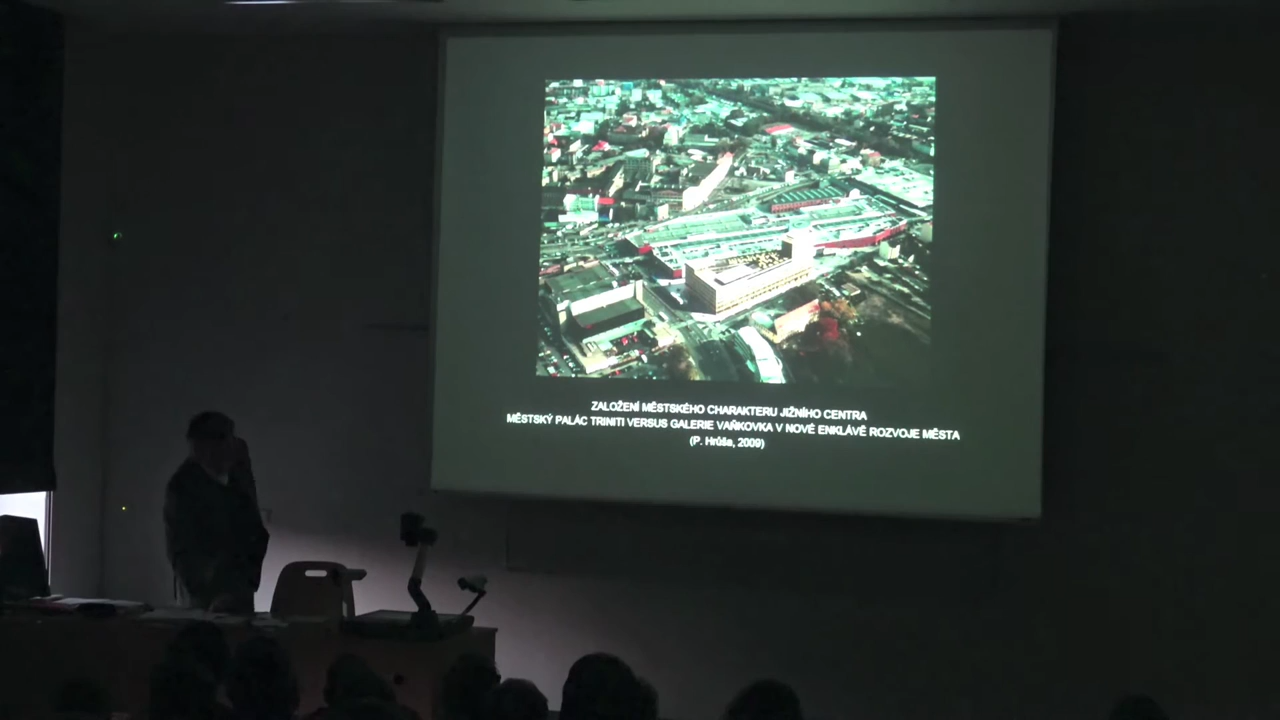 ZALOŽENÍ MĚSTSKÉHO CHARAKTERU JIŽNÍHO CENTRA
MĚSTSKÝ PALÁC TRINITI VERSUS GALERIE VAŇKOVKA V NOVÉ ENKLÁVĚ ROZVOJE MĚSTA
(P. Hrůša, 2009)